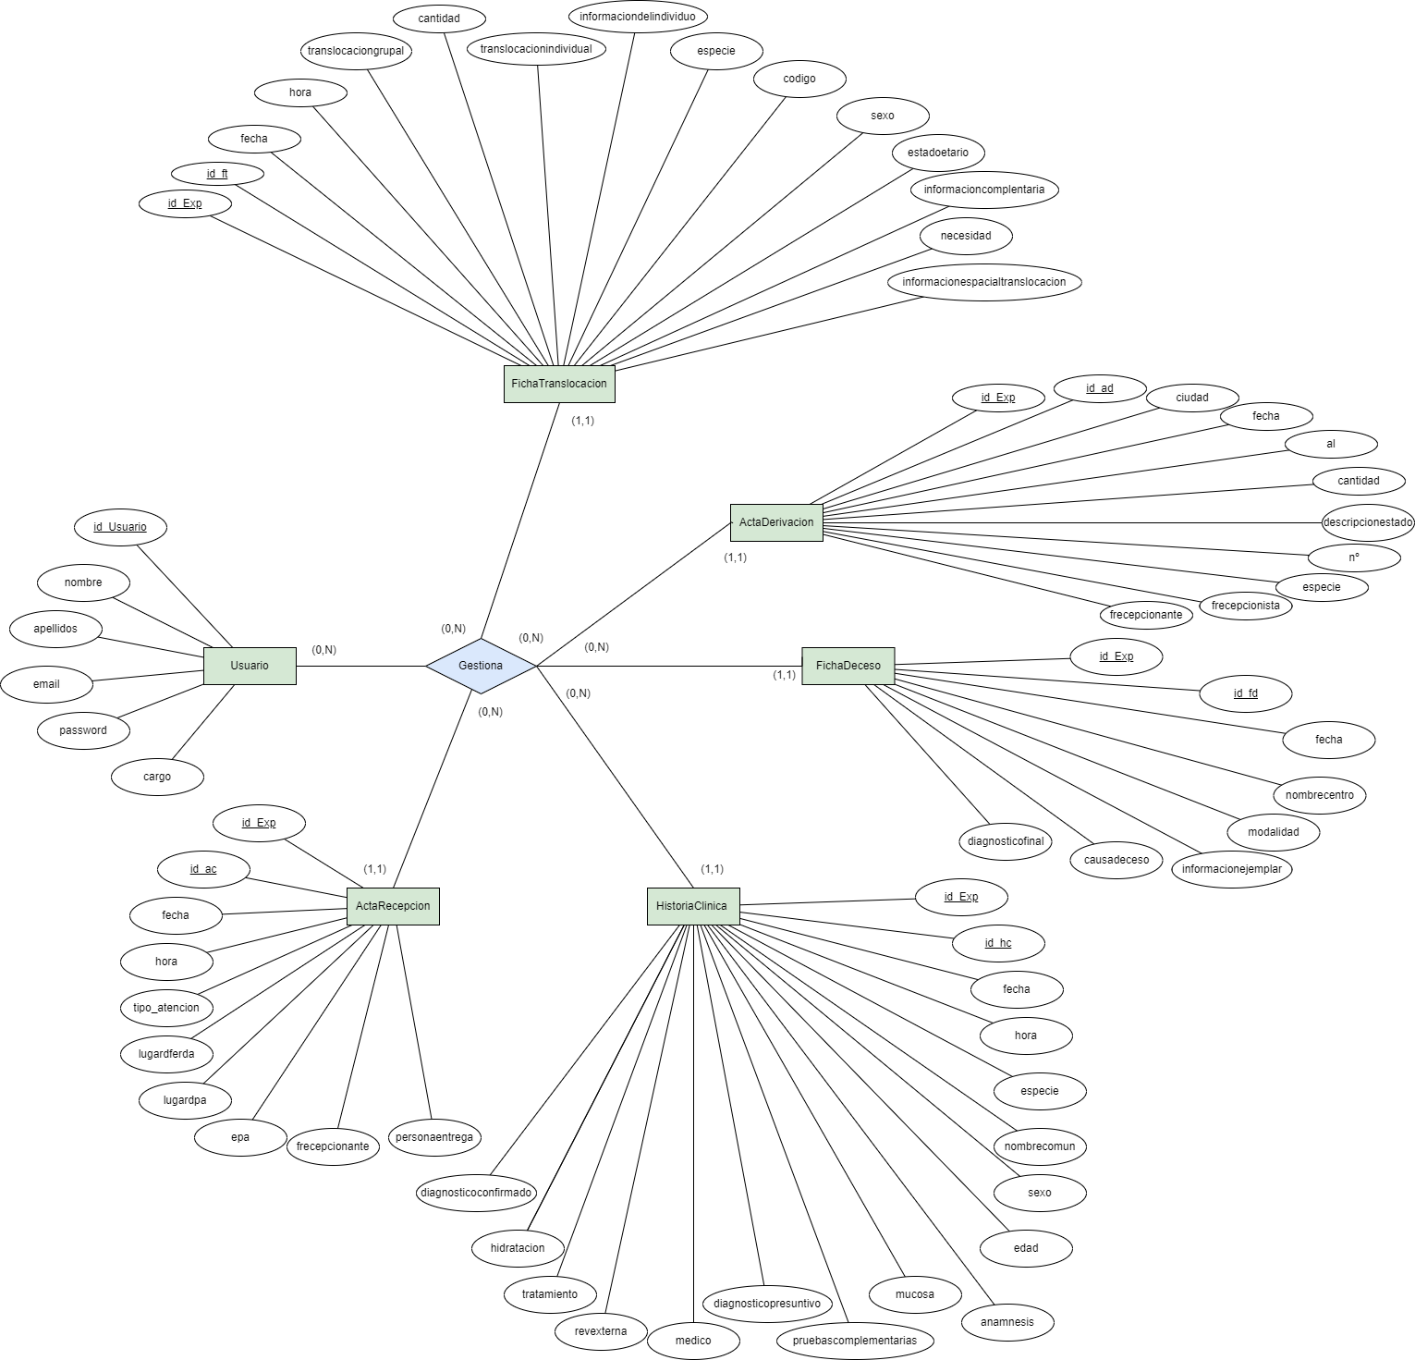 informaciondelindividuo
cantidad
translocaciongrupal
translocacionindividual
especie
codigo
hora
sexo
fecha
estadoetario
id_ft
informacioncomplentaria
id_Exp
necesidad
informacionespacialtranslocacion
FichaTranslocacion
(1,1)
id_Exp
id_ad
ciudad
fecha
al
cantidad
ActaDerivacion
descripcionestado
(1,1)
nº
especie
frecepcionista
frecepcionante
id_Usuario
nombre
apellidos
email
password
cargo
Usuario
(0,N)
(0,N)
(0,N)
(0,N)
Gestiona
(0,N)
(0,N)
FichaDeceso
(1,1)
id_Exp
id_fd
fecha
nombrecentro
modalidad
informacionejemplar
causadeceso
diagnosticofinal
id_Exp
id_ac
(1,1)
ActaRecepcion
fecha
hora
tipo_atencion
lugardferda
lugardpa
epa
frecepcionante
personaentrega
(1,1)
HistoriaClinica
id_Exp
id_hc
fecha
hora
especie
nombrecomun
sexo
edad
anamnesis
mucosa
pruebascomplementarias
diagnosticopresuntivo
medico
revexterna
tratamiento
hidratacion
diagnosticoconfirmado